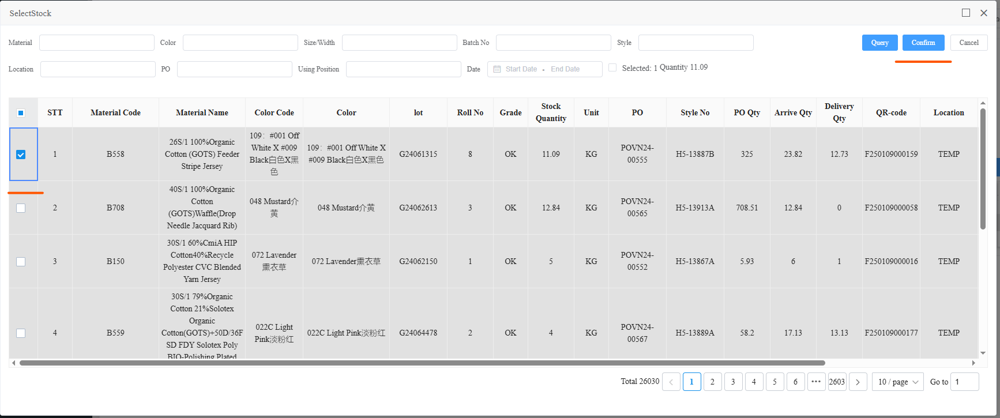 SelectStock
Material Color Size/Width Batch No Style Query Confirm Cancel
Location PO Using Position Date Start Date - End Date Selected: 1 Quantity 11.09
STT Material Code Material Name Color Code Color lot Roll No Grade Stock Quantity Unit PO Style No PO Qty Arrive Qty Delivery Qty QR-code Location
1 B558 26S/1 100%Organic Cotton (GOTS) Feeder Stripe Jersey 109：#001 Off White X #009 Black白色X黑色 109：#001 Off White X #009 Black白色X黑色 G24061315 8 OK 11.09 KG POVN24-00555 H5-13887B 325 23.82 12.73 F250109000159 TEMP
2 B708 40S/1 100%Organic Cotton (GOTS)Waffle(Drop Needle Jacquard Rib) 048 Mustard介黄 048 Mustard介黄 G24062613 3 OK 12.84 KG POVN24-00565 H5-13913A 708.51 12.84 0 F250109000058 TEMP
3 B150 30S/1 60%CmiA HIP Cotton40%Recycle Polyester CVC Blended Yarn Jersey 072 Lavender熏衣草 072 Lavender熏衣草 G24062150 1 OK 5 KG POVN24-00552 H5-13867A 5.93 6 1 F250109000016 TEMP
4 B559 30S/1 79%Organic Cotton 21%Solotex Organic Cotton(GOTS)+50D/36F SD FDY Solotex Poly BIO-Polishing Plated 022C Light Pink淡粉红 022C Light Pink淡粉红 G24064478 2 OK 4 KG POVN24-00567 H5-13889A 58.2 17.13 13.13 F250109000177 TEMP
Total 26030 1 2 3 4 5 6 ••• 2603 10 / page Go to 1